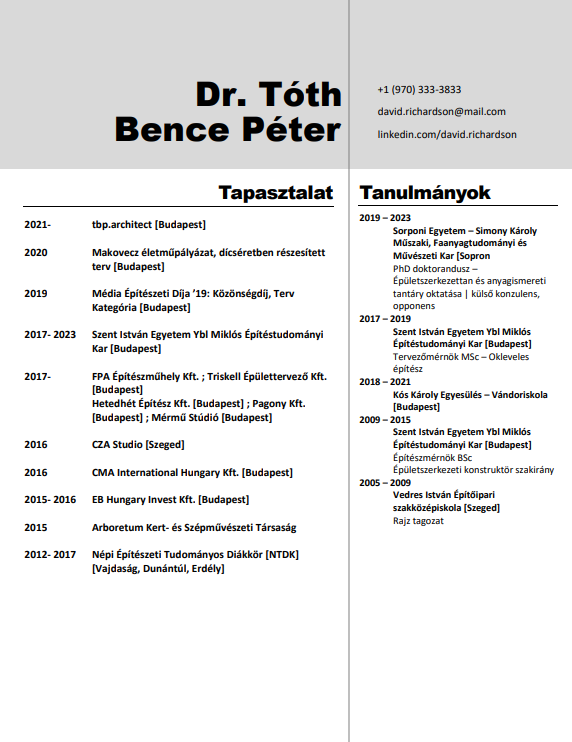 Dr. Tóth
Bence Péter
+1 (970) 333-3833
david.richardson@mail.com
linkedin.com/david.richardson
Tapasztalat
2021- tbp.architect [Budapest]
2020 Makovecz életműpályázat, dícséretben részesített
terv [Budapest]
2019 Média Építészeti Díja ’19: Közönségdíj, Terv
Kategória [Budapest]
2017- 2023 Szent István Egyetem Ybl Miklós Építéstudományi
Kar [Budapest]
2017- FPA Építészműhely Kft. ; Triskell Épülettervező Kft.
[Budapest]
Hetedhét Építész Kft. [Budapest] ; Pagony Kft.
[Budapest] ; Mérmű Stúdió [Budapest]
2016 CZA Studio [Szeged]
2016 CMA International Hungary Kft. [Budapest]
2015- 2016 EB Hungary Invest Kft. [Budapest]
2015 Arboretum Kert- és Szépművészeti Társaság
2012- 2017 Népi Építészeti Tudományos Diákkör [NTDK]
[Vajdaság, Dunántúl, Erdély]
Tanulmányok
2019 – 2023
Sorponi Egyetem – Simony Károly
Műszaki, Faanyagtudományi és
Művészeti Kar [Sopron
PhD doktorandusz –
Épületszerkezettan és anyagismereti
tantáry oktatása | külső konzulens,
opponens
2017 – 2019
Szent István Egyetem Ybl Miklós
Építéstudományi Kar [Budapest]
Tervezőmérnök MSc – Okleveles
építész
2018 – 2021
Kós Károly Egyesülés – Vándoriskola
[Budapest]
2009 – 2015
Szent István Egyetem Ybl Miklós
Építéstudományi Kar [Budapest]
Építészmérnök BSc
Épületszerkezeti konstruktőr szakirány
2005 – 2009
Vedres István Építőipari
szakközépiskola [Szeged]
Rajz tagozat